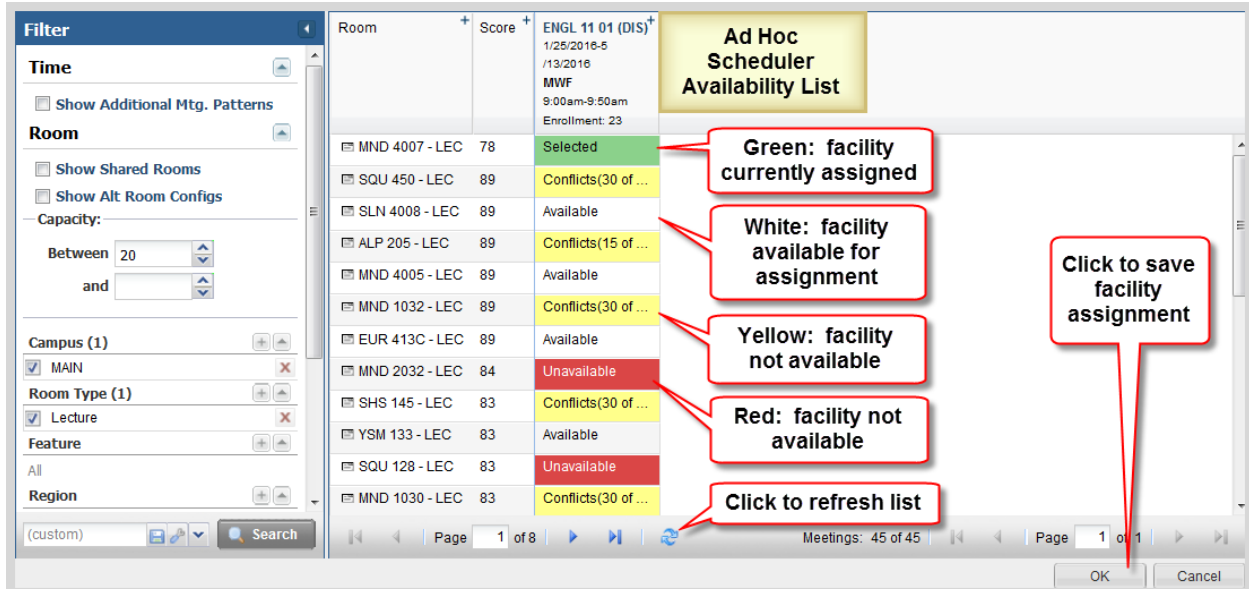 Filter
Time
Show Additional Mtg. Patterns
Room
Show Shared Rooms
Show Alt Room Configs
Capacity:
Between 20
and
Campus (1)
MAIN
Room Type (1)
Lecture
Feature
All
Region
(custom)
Search
Room
Score
ENGL 11 01 (DIS)
1/25/2016-5
/13/2016
MWF
9:00am-9:50am
Enrollment: 23
MND 4007 - LEC 78 Selected
SQU 450 - LEC 89 Conflicts(30 of ...
SLN 4008 - LEC 89 Available
ALP 205 - LEC 89 Conflicts(15 of ...
MND 4005 - LEC 89 Available
MND 1032 - LEC 89 Conflicts(30 of ...
EUR 413C - LEC 89 Available
MND 2032 - LEC 84 Unavailable
SHS 145 - LEC 83 Conflicts(30 of ...
YSM 133 - LEC 83 Available
SQU 128 - LEC 83 Unavailable
MND 1030 - LEC 83 Conflicts(30 of ...
Page 1 of 8
Meetings: 45 of 45
Page 1 of 1
OK
Cancel
Ad Hoc
Scheduler
Availability List
Green: facility
currently assigned
White: facility
available for
assignment
Yellow: facility
not available
Red: facility not
available
Click to refresh list
Click to save
facility
assignment